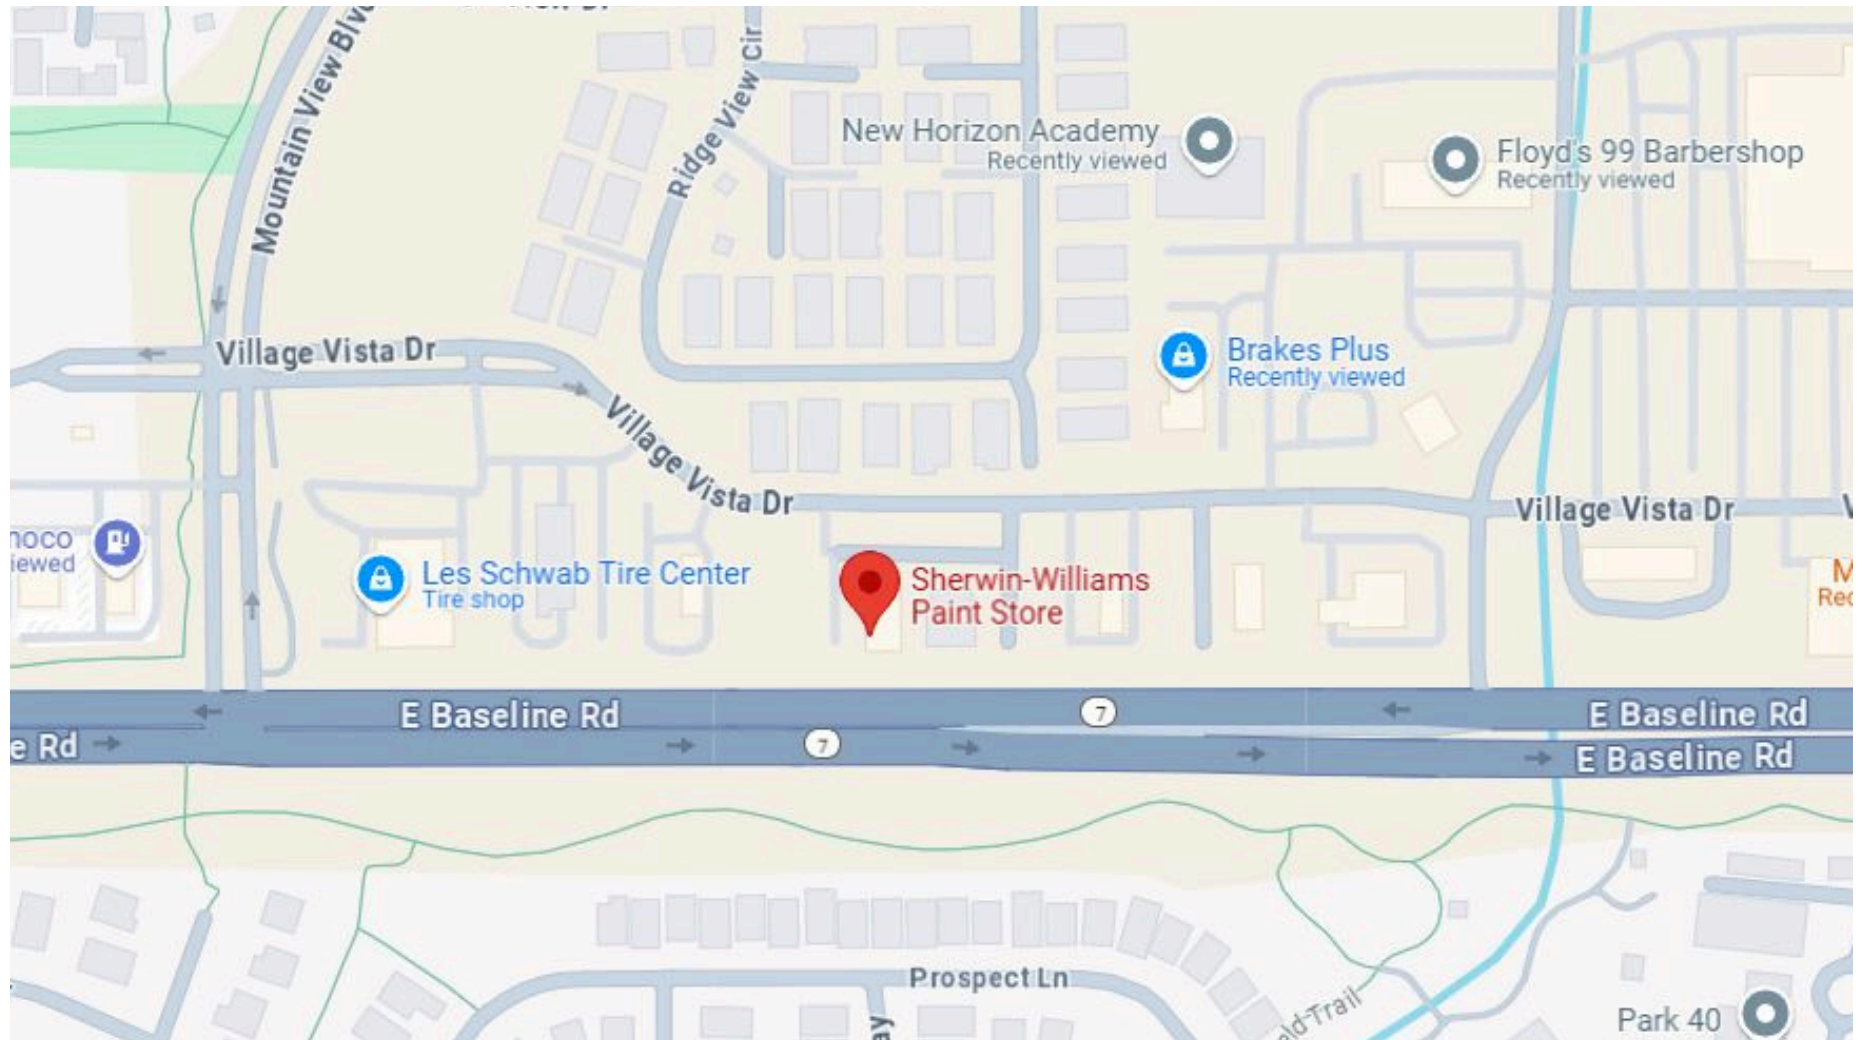 Mountain View Blvd
Ridge View Cir
New Horizon Academy
Recently viewed
Floyd's 99 Barbershop
Recently viewed
Village Vista Dr
Brakes Plus
Recently viewed
Village Vista Dr
Village Vista Dr
Les Schwab Tire Center
Tire shop
Sherwin-Williams
Paint Store
E Baseline Rd
7
E Baseline Rd
e Rd
7
E Baseline Rd
Prospect Ln
Trail
Park 40